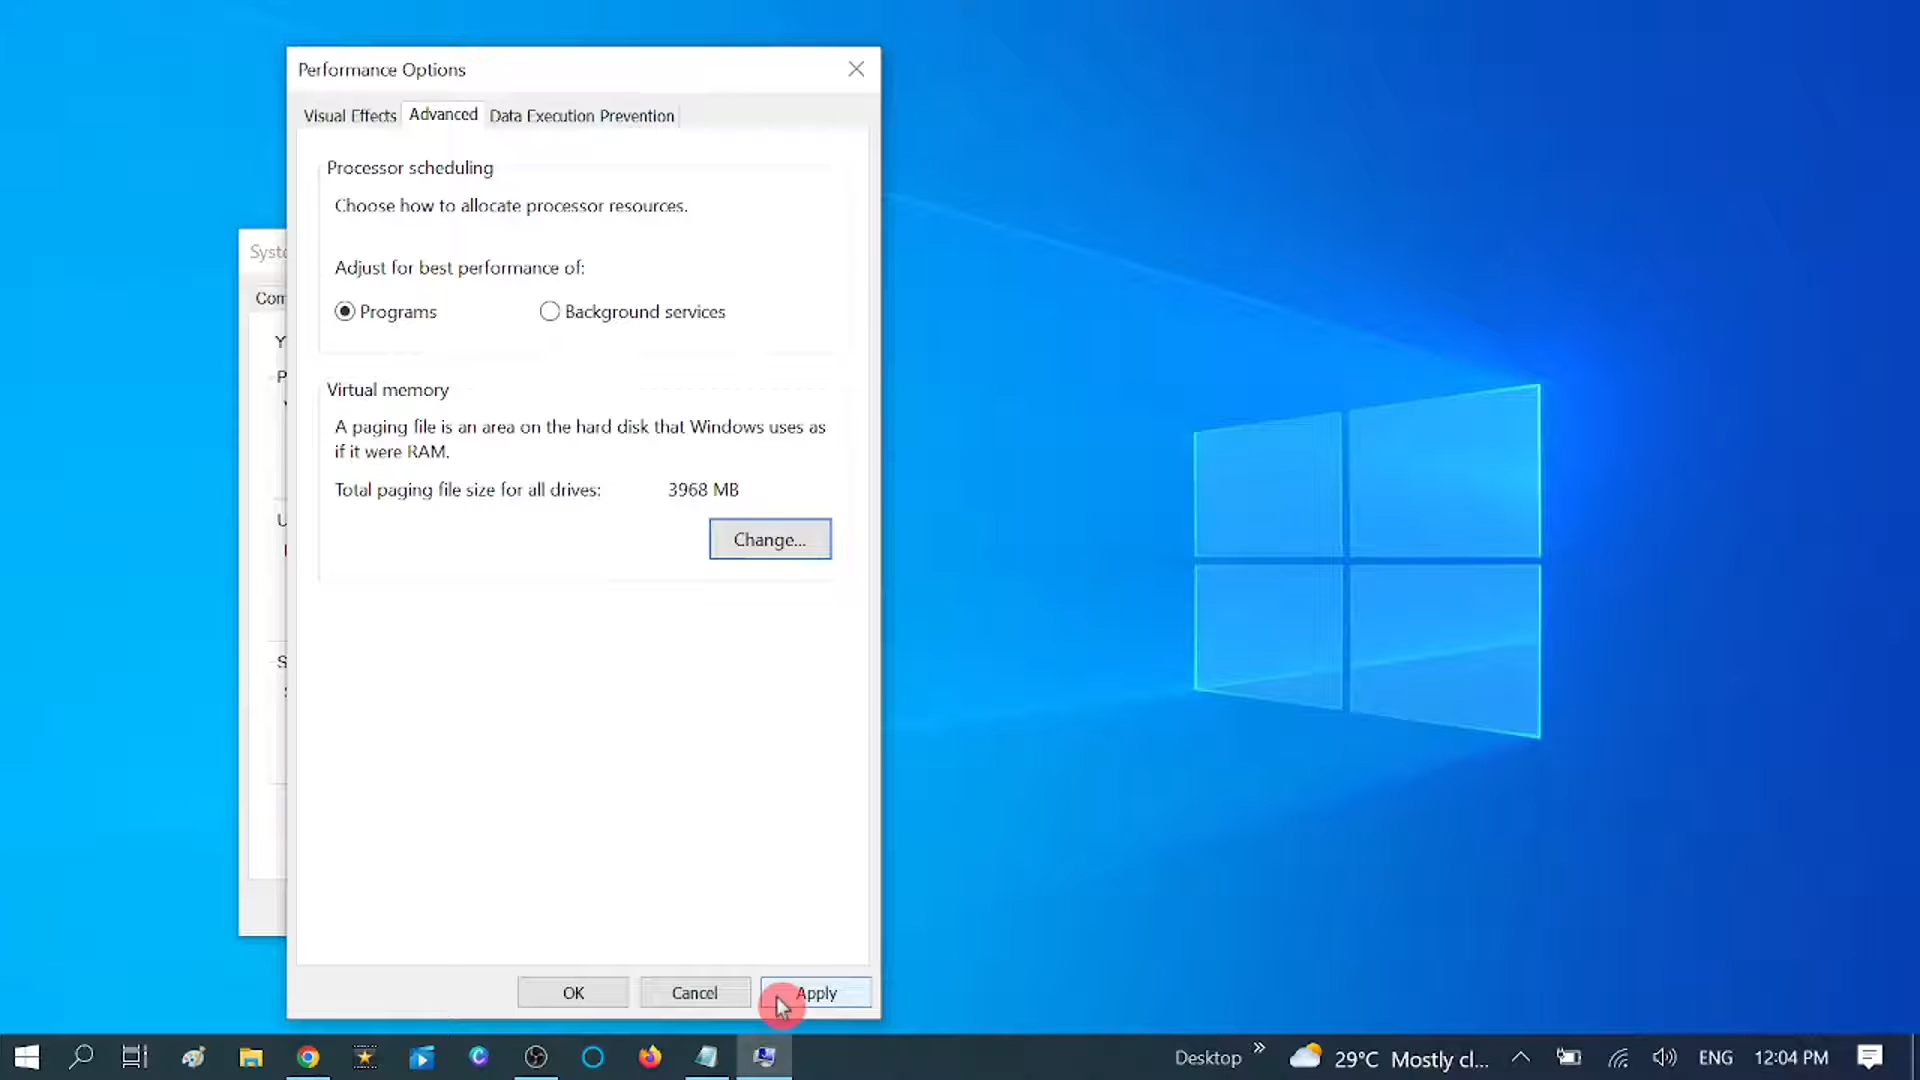 Performance Options
Visual Effects
Advanced
Data Execution Prevention
Processor scheduling
Choose how to allocate processor resources.
Adjust for best performance of:
Programs
Background services
Virtual memory
A paging file is an area on the hard disk that Windows uses as
if it were RAM.
Total paging file size for all drives: 3968 MB
Change...
OK
Cancel
Apply
Syste
Com
Desktop
29°C Mostly cl...
ENG
12:04 PM